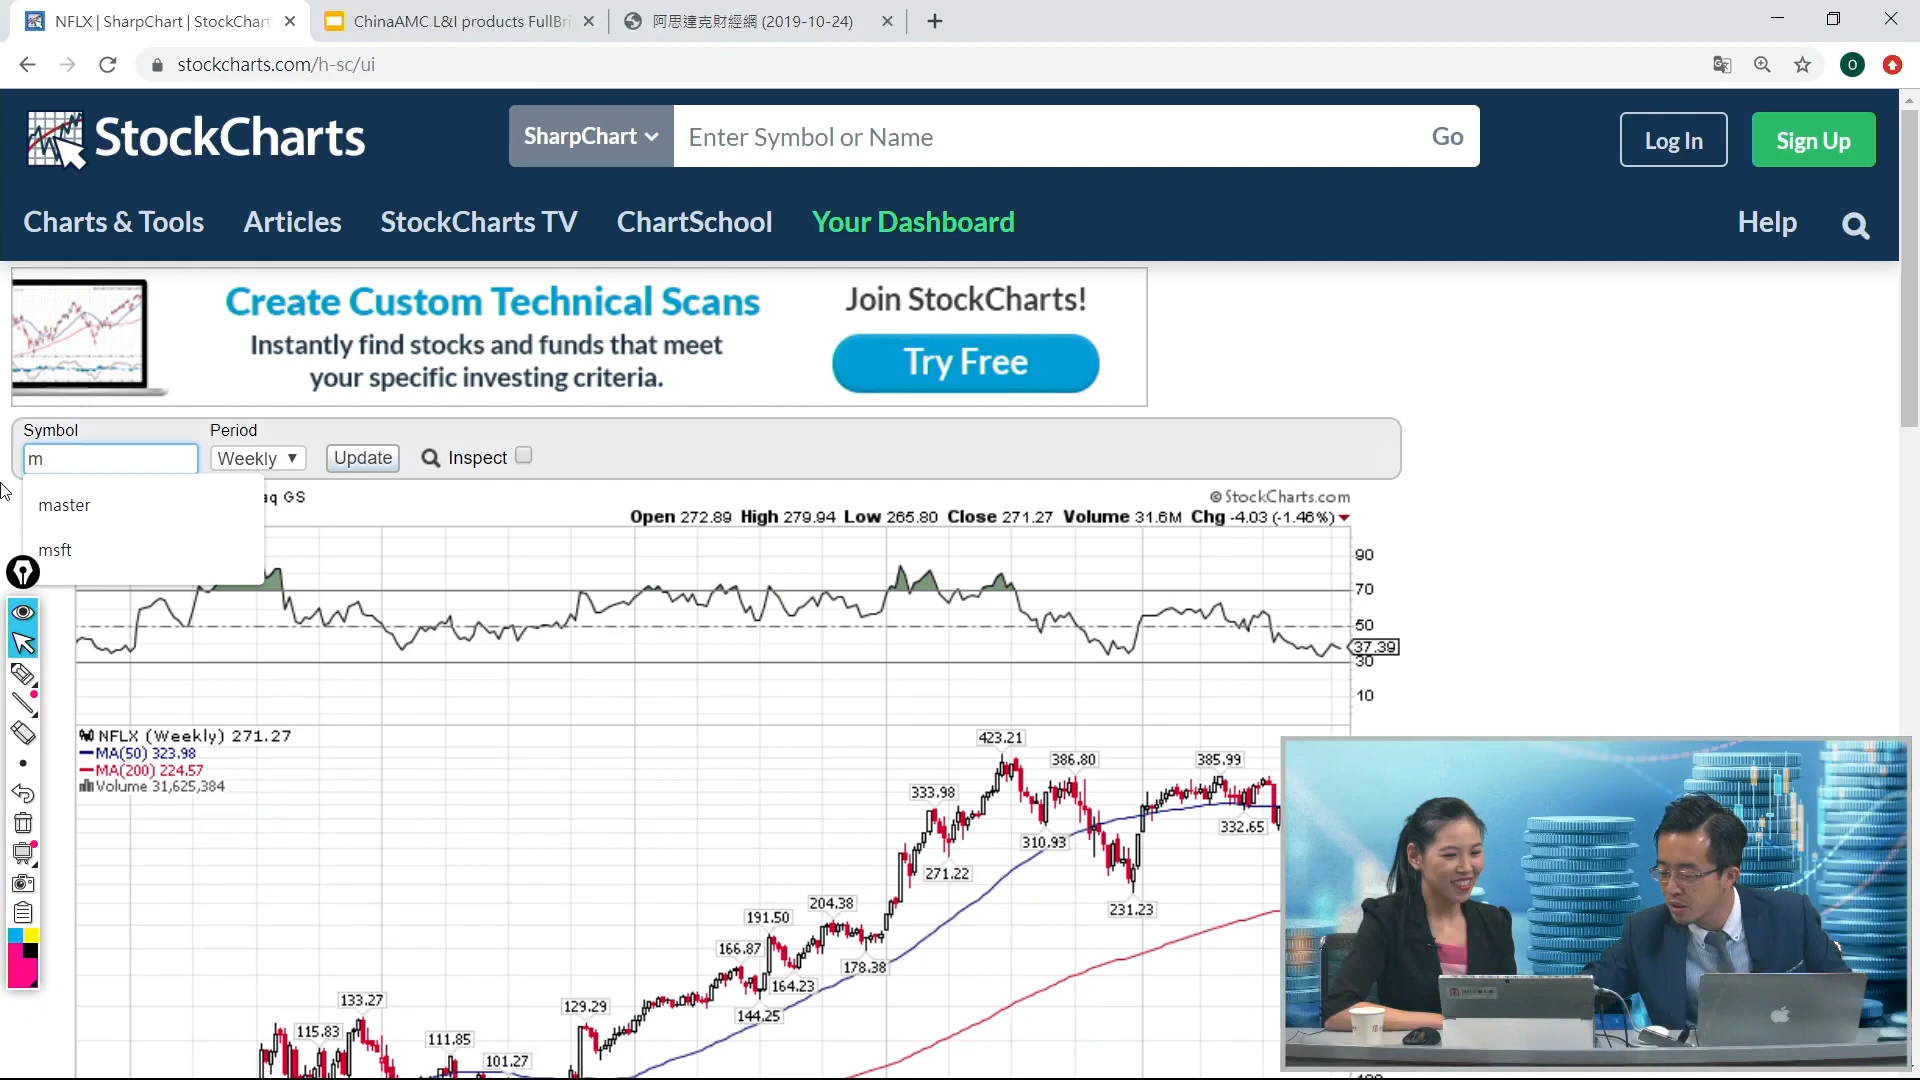 NFLX | SharpChart | StockChart
ChinaAMC L&I products FullBri
阿思達克財經網 (2019-10-24)
stockcharts.com/h-sc/ui
O
StockCharts
SharpChart
Enter Symbol or Name
Go
Log In
Sign Up
Charts & Tools
Articles
StockCharts TV
ChartSchool
Your Dashboard
Help
Create Custom Technical Scans
Instantly find stocks and funds that meet
your specific investing criteria.
Join StockCharts!
Try Free
Symbol
Period
m
Weekly
Update
Inspect
master
msft
aq GS
© StockCharts.com
Open 272.89 High 279.94 Low 265.80 Close 271.27 Volume 31.6M Chg -4.03 (-1.46%)
90
70
50
37.39
30
10
NFLX (Weekly) 271.27
MA(50) 323.98
MA(200) 224.57
Volume 31,625,384
423.21
386.80
385.99
333.98
332.65
310.93
271.22
231.23
204.38
191.50
166.87
178.38
164.23
144.25
133.27
129.29
115.83
111.85
101.27